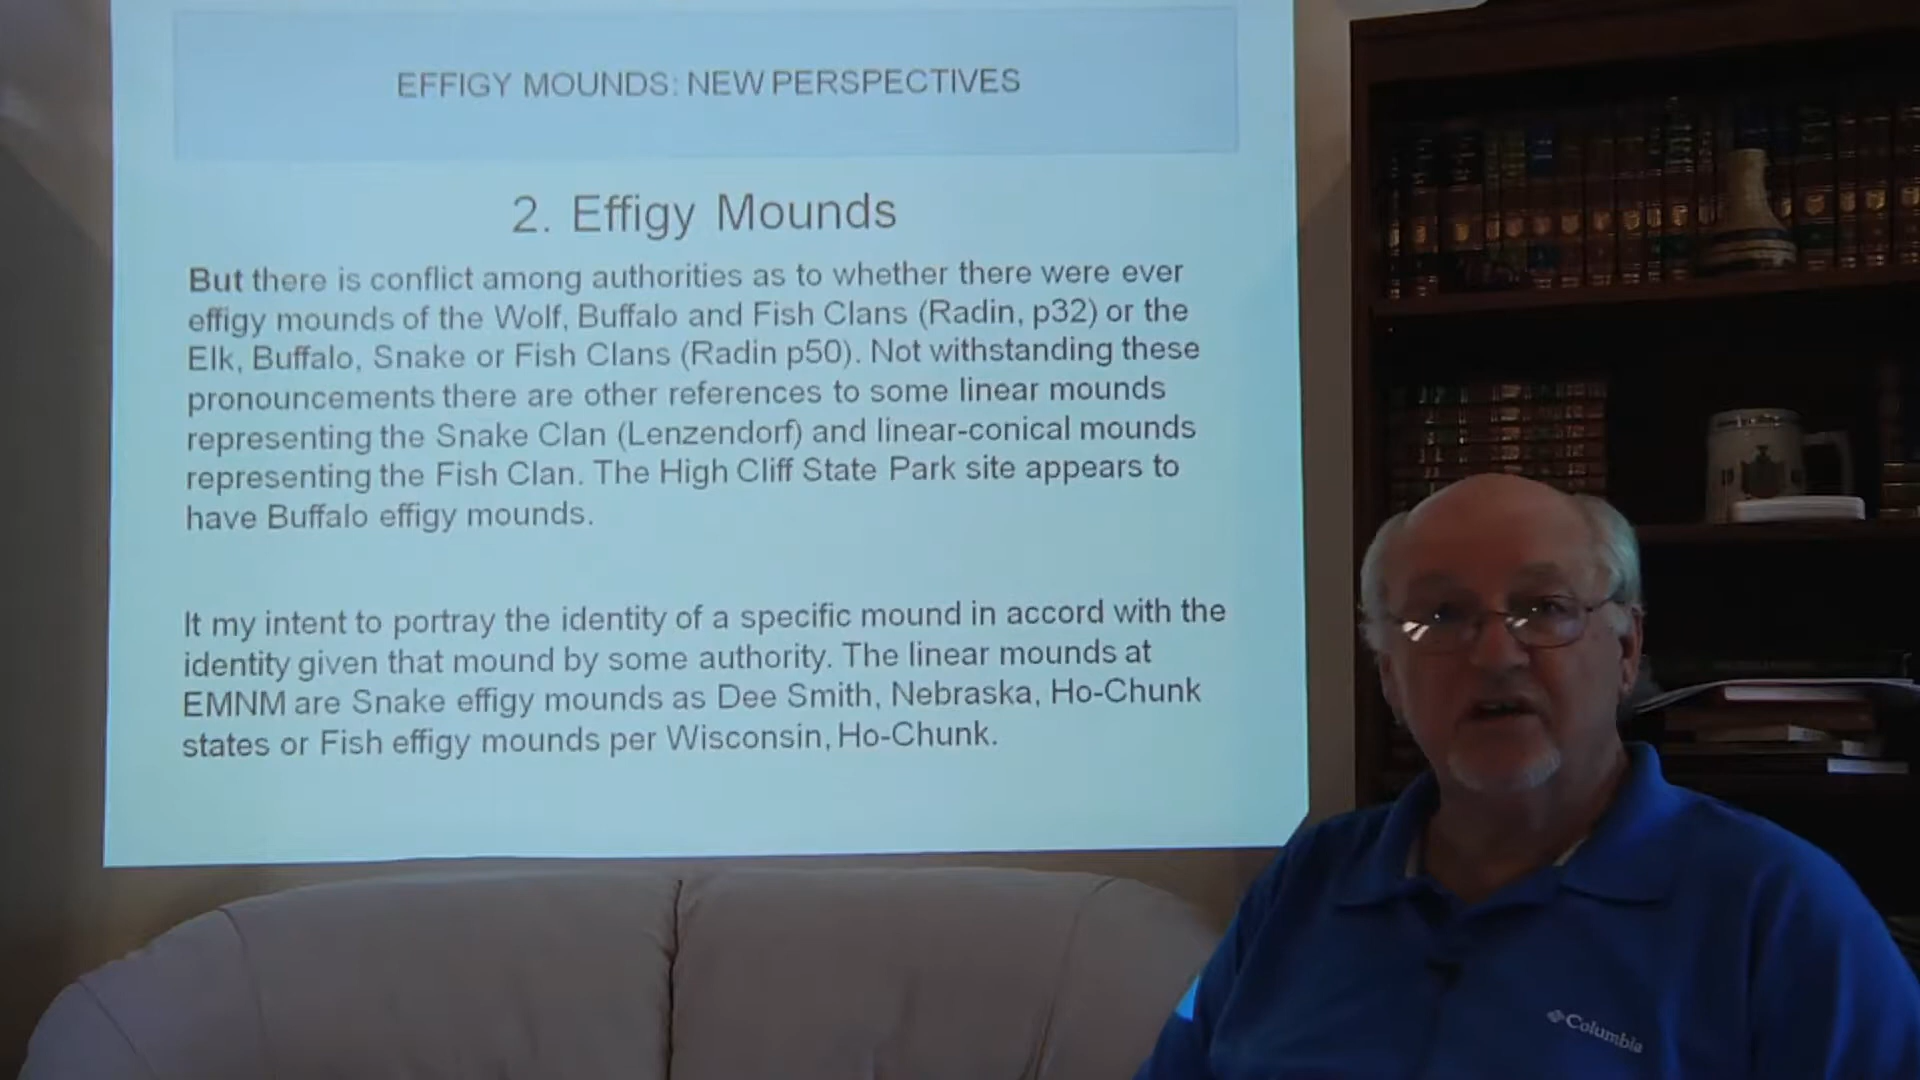 EFFIGY MOUNDS: NEW PERSPECTIVES
2. Effigy Mounds
But there is conflict among authorities as to whether there were ever
effigy mounds of the Wolf, Buffalo and Fish Clans (Radin, p32) or the
Elk, Buffalo, Snake or Fish Clans (Radin p50). Not withstanding these
pronouncements there are other references to some linear mounds
representing the Snake Clan (Lenzendorf) and linear-conical mounds
representing the Fish Clan. The High Cliff State Park site appears to
have Buffalo effigy mounds.
It my intent to portray the identity of a specific mound in accord with the
identity given that mound by some authority. The linear mounds at
EMNM are Snake effigy mounds as Dee Smith, Nebraska, Ho-Chunk
states or Fish effigy mounds per Wisconsin, Ho-Chunk.
Columbia